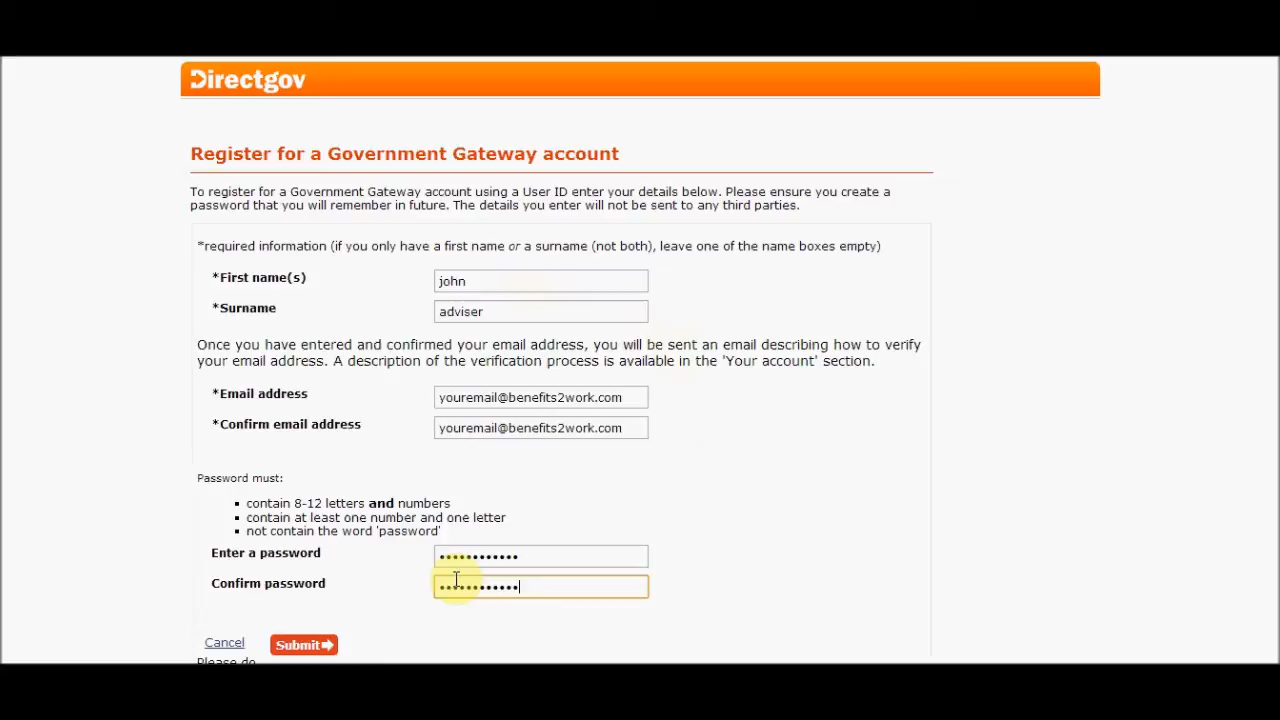 Directgov
Register for a Government Gateway account
To register for a Government Gateway account using a User ID enter your details below. Please ensure you create a
password that you will remember in future. The details you enter will not be sent to any third parties.
*required information (if you only have a first name or a surname (not both), leave one of the name boxes empty)
*First name(s) john
*Surname adviser
Once you have entered and confirmed your email address, you will be sent an email describing how to verify
your email address. A description of the verification process is available in the 'Your account' section.
*Email address youremail@benefits2work.com
*Confirm email address youremail@benefits2work.com
Password must:
▪ contain 8-12 letters and numbers
▪ contain at least one number and one letter
▪ not contain the word 'password'
Enter a password ••••••••••••
Confirm password ••••••••••••
Cancel Submit
Please do